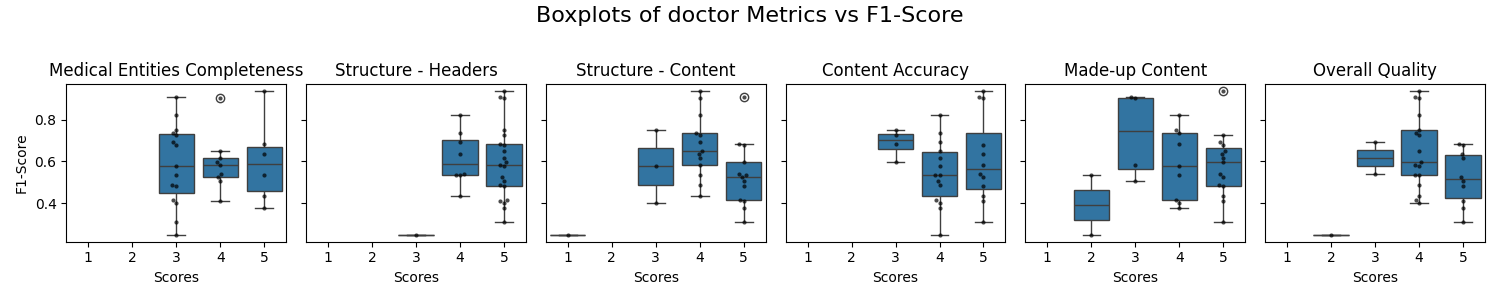 Boxplots of doctor Metrics vs F1-Score
Medical Entities Completeness Structure - Headers Structure - Content Content Accuracy Made-up Content Overall Quality
F1-Score
0.8
0.6
0.4
1 2 3 4 5 1 2 3 4 5 1 2 3 4 5 1 2 3 4 5 1 2 3 4 5 1 2 3 4 5
Scores Scores Scores Scores Scores Scores